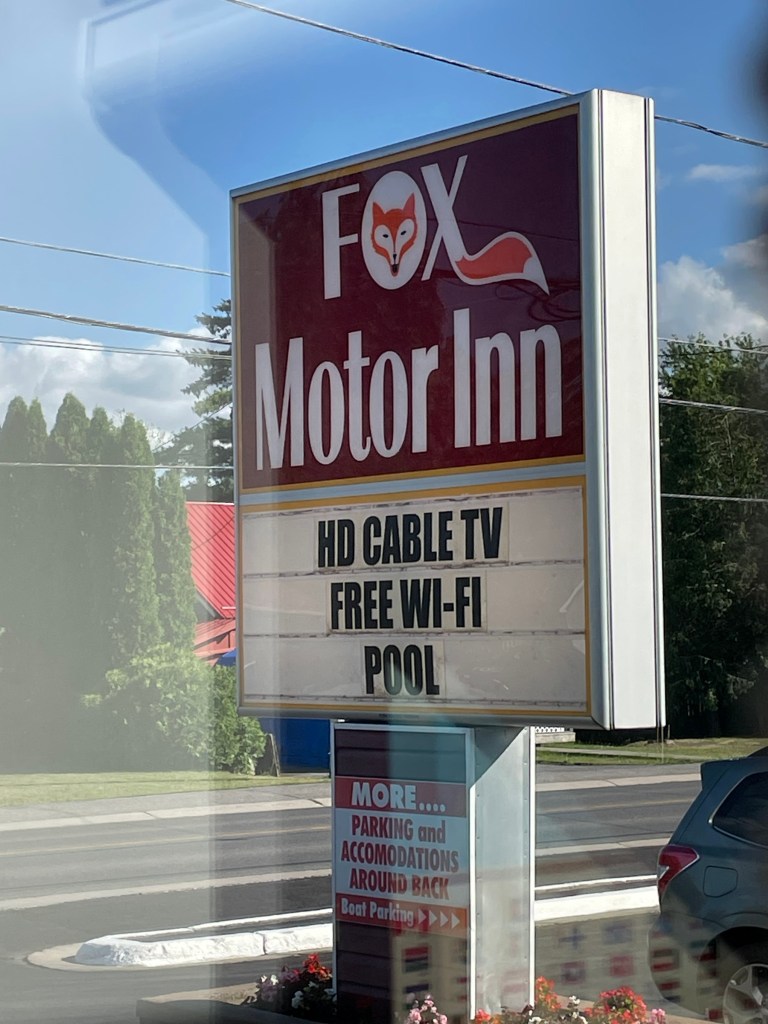 FOX
Motor Inn
HD CABLE TV
FREE WI-FI
POOL
MORE....
PARKING and
ACCOMODATIONS
AROUND BACK
Boat Parking